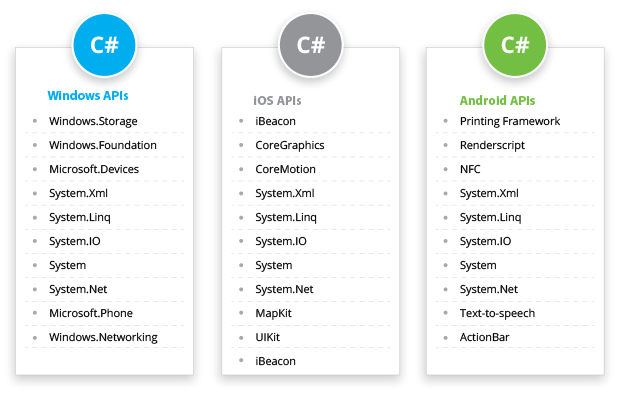 C#
Windows APIs
Windows.Storage
Windows.Foundation
Microsoft.Devices
System.Xml
System.Linq
System.IO
System
System.Net
Microsoft.Phone
Windows.Networking
C#
iOS APIs
iBeacon
CoreGraphics
CoreMotion
System.Xml
System.Linq
System.IO
System
System.Net
MapKit
UIKit
iBeacon
C#
Android APIs
Printing Framework
Renderscript
NFC
System.Xml
System.Linq
System.IO
System
System.Net
Text-to-speech
ActionBar